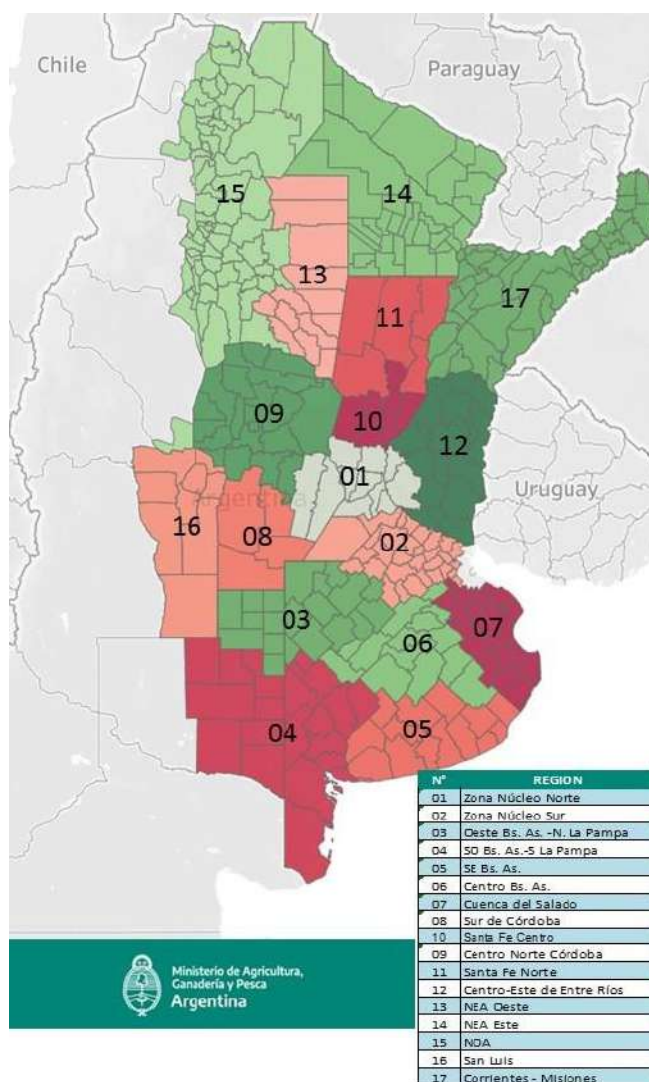 Chile
Paraguay
15
14
13
17
11
09
10
12
01
Argentina
Uruguay
16
08
02
03
07
06
04
05
N° REGION
01 Zona Núcleo Norte
02 Zona Núcleo Sur
03 Oeste Bs. As. -N. La Pampa
04 SO Bs. As.-S La Pampa
05 SE Bs. As.
06 Centro Bs. As.
07 Cuenca del Salado
08 Sur de Córdoba
10 Santa Fe Centro
09 Centro Norte Córdoba
11 Santa Fe Norte
12 Centro-Este de Entre Ríos
13 NEA Oeste
14 NEA Este
15 NOA
16 San Luis
17 Corrientes - Misiones
Ministerio de Agricultura,
Ganadería y Pesca
Argentina